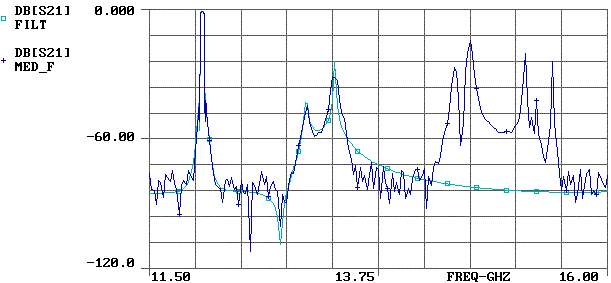 DB[S21]
FILT
DB[S21]
MED_F
0.000
-60.00
-120.0
11.50 13.75 FREQ-GHZ 16.00